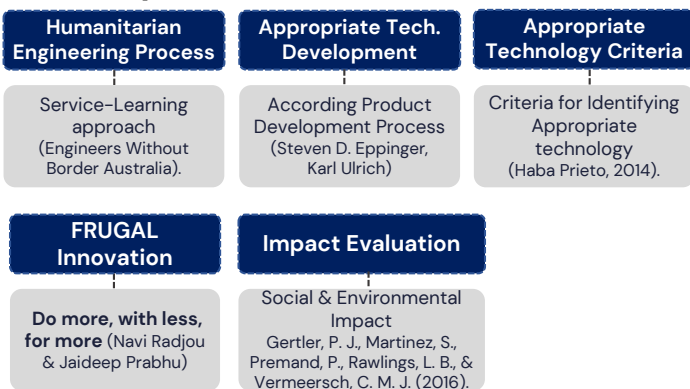 Humanitarian
Engineering Process
Service-Learning
approach
(Engineers Without
Border Australia).
Appropriate Tech.
Development
According Product
Development Process
(Steven D. Eppinger,
Karl Ulrich)
Appropriate
Technology Criteria
Criteria for Identifying
Appropriate
technology
(Haba Prieto, 2014).
FRUGAL
Innovation
Do more, with less,
for more (Navi Radjou
& Jaideep Prabhu)
Impact Evaluation
Social & Environmental
Impact
Gertler, P. J., Martinez, S.,
Premand, P., Rawlings, L. B., &
Vermeersch, C. M. J. (2016).